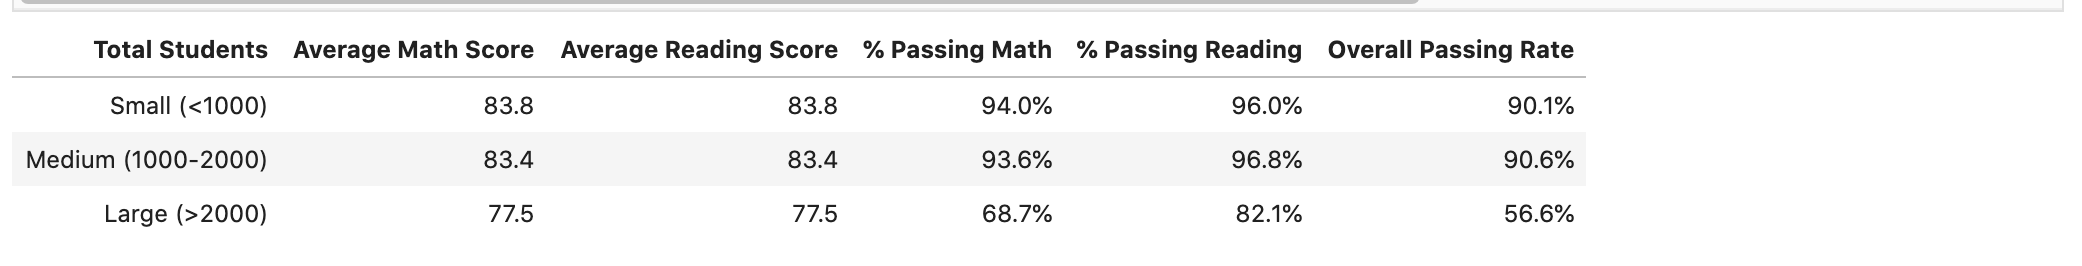 Total Students Average Math Score Average Reading Score % Passing Math % Passing Reading Overall Passing Rate
Small (<1000) 83.8 83.8 94.0% 96.0% 90.1%
Medium (1000-2000) 83.4 83.4 93.6% 96.8% 90.6%
Large (>2000) 77.5 77.5 68.7% 82.1% 56.6%